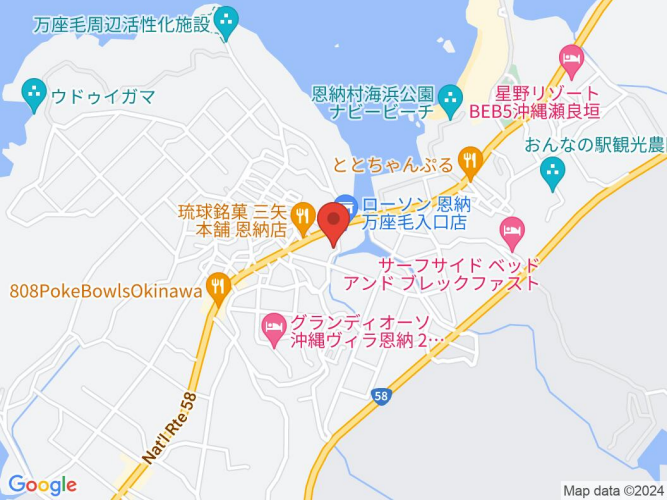 万座毛周辺活性化施設
ウドゥイガマ
恩納村海浜公園
ナビービーチ
星野リゾート
BEB5沖縄瀬良垣
おんなの駅観光農
ととちゃんぷる
琉球銘菓 三矢
本舗 恩納店
ローソン 恩納
万座毛入口店
サーフサイド ベッド
アンド ブレックファスト
808PokeBowlsOkinawa
グランディオーソ
沖縄ヴィラ恩納 2…
58
Nat'l Rte 58
Google
Map data ©2024